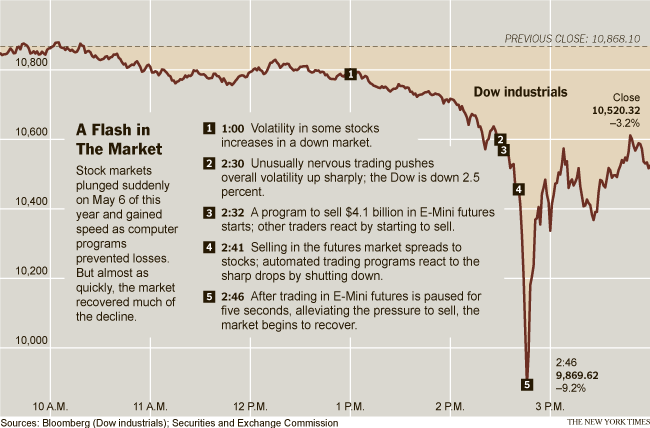 PREVIOUS CLOSE: 10,868.10
10,800
1
Dow industrials
Close
10,520.32
–3.2%
10,600
A Flash in
The Market
Stock markets
plunged suddenly
on May 6 of
this year and gained
speed as computer
programs
prevented losses.
But almost as
quickly, the market
recovered much of
the decline.
1 1:00 Volatility in some stocks
increases in a down market.
2 2:30 Unusually nervous trading pushes
overall volatility up sharply; the Dow is down 2.5
percent.
3 2:32 A program to sell $4.1 billion in E-Mini futures
starts; other traders react by starting to sell.
4 2:41 Selling in the futures market spreads to
stocks; automated trading programs react to the
sharp drops by shutting down.
5 2:46 After trading in E-Mini futures is paused for
five seconds, alleviating the pressure to sell, the
market begins to recover.
2
3
4
10,400
10,200
10,000
5
2:46
9,869.62
–9.2%
10 A.M. 11 A.M. 12 P.M. 1 P.M. 2 P.M. 3 P.M.
Sources: Bloomberg (Dow industrials); Securities and Exchange Commission
THE NEW YORK TIMES